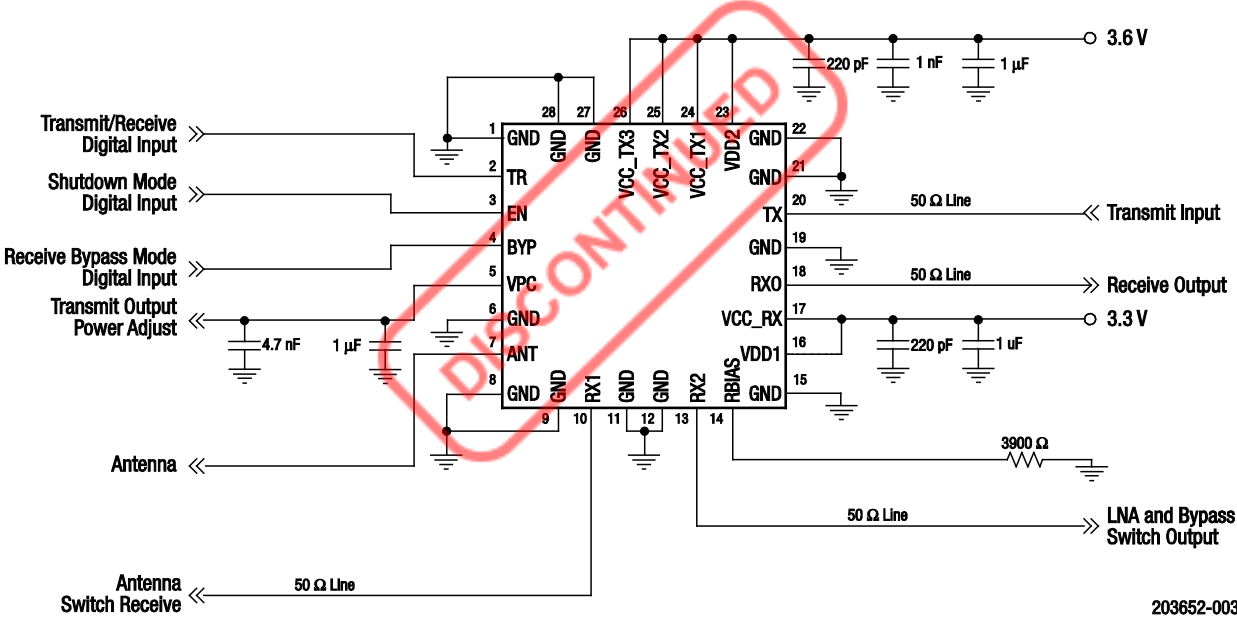 3.6 V
220 pF
1 nF
1 µF
28
27
26
25
24
23
Transmit/Receive
Digital Input
1
GND
GND
GND
VCC_TX3
VCC_TX2
VCC_TX1
VDD2
GND
22
2
TR
GND
21
Shutdown Mode
Digital Input
3
EN
TX
20
50 Ω Line
Transmit Input
4
BYP
GND
19
Receive Bypass Mode
Digital Input
5
VPC
RXO
18
50 Ω Line
Receive Output
Transmit Output
Power Adjust
6
GND
VCC_RX
17
3.3 V
4.7 nF
1 µF
7
ANT
VDD1
16
220 pF
1 uF
8
GND
GND
RX1
GND
GND
RX2
RBIAS
GND
15
9
10
11
12
13
14
3900 Ω
Antenna
50 Ω Line
LNA and Bypass
Switch Output
Antenna
Switch Receive
50 Ω Line
203652-003
DISCONTINUED